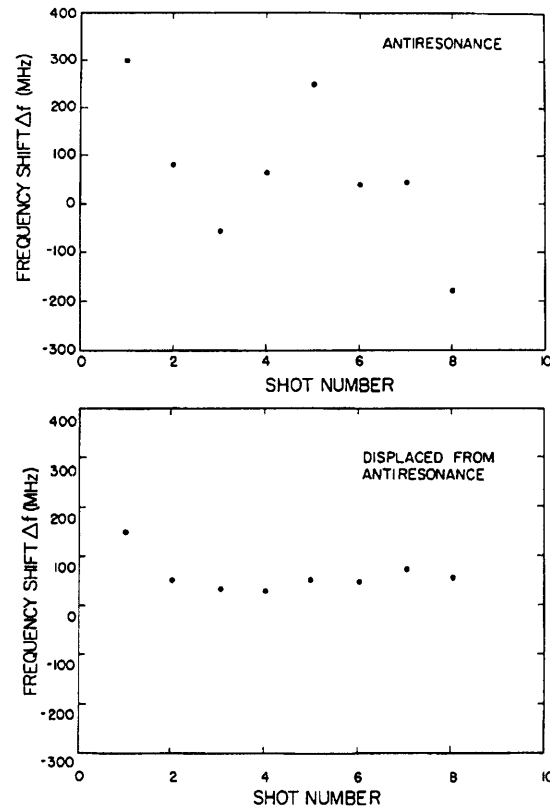 400
300
200
100
0
-100
-200
-300
FREQUENCY SHIFT Δf (MHz)
ANTIRESONANCE
0 2 4 6 8 10
SHOT NUMBER
400
300
200
100
0
-100
-200
-300
FREQUENCY SHIFT Δf (MHz)
DISPLACED FROM
ANTIRESONANCE
0 2 4 6 8 10
SHOT NUMBER